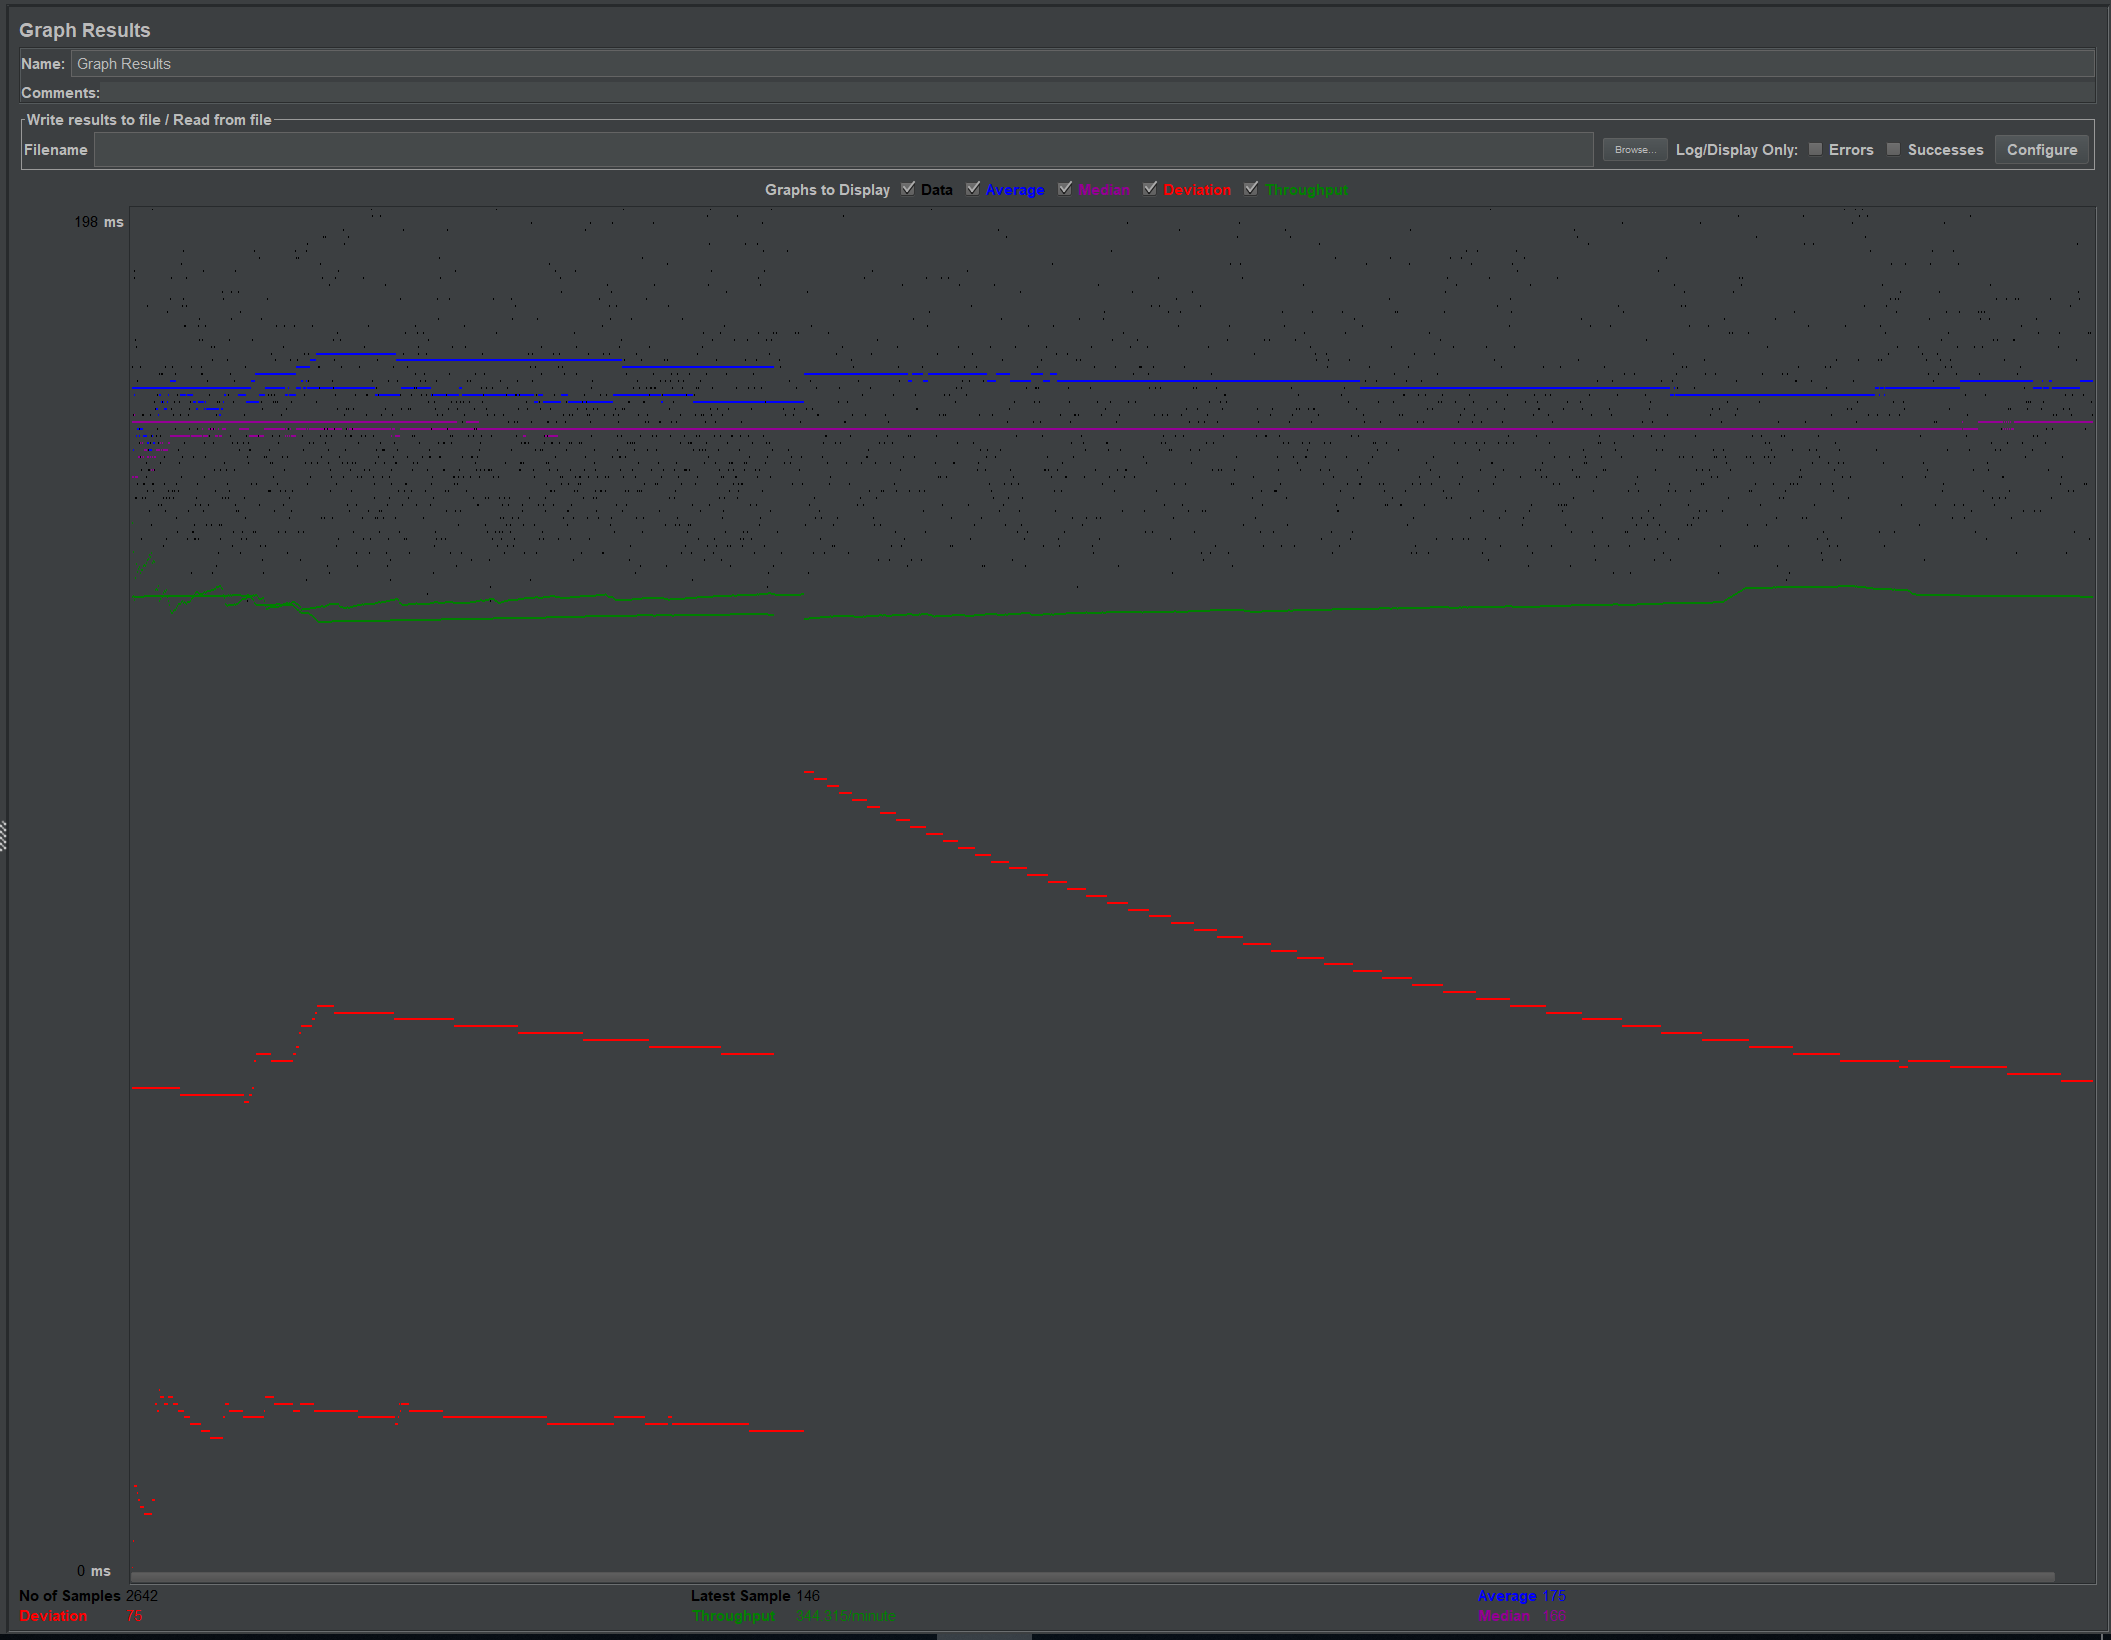 Graph Results
Name: Graph Results
Comments:
Write results to file / Read from file
Filename Browse... Log/Display Only: Errors Successes Configure
Graphs to Display Data Average Median Deviation Throughput
198 ms
0 ms
No of Samples 2642 Latest Sample 146 Average 175
Deviation 75 Throughput 344.315/minute Median